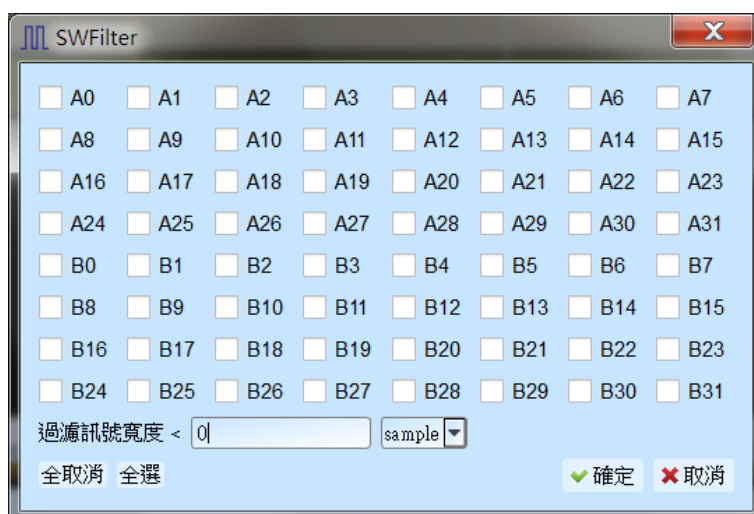 SWFilter
A0 A1 A2 A3 A4 A5 A6 A7
A8 A9 A10 A11 A12 A13 A14 A15
A16 A17 A18 A19 A20 A21 A22 A23
A24 A25 A26 A27 A28 A29 A30 A31
B0 B1 B2 B3 B4 B5 B6 B7
B8 B9 B10 B11 B12 B13 B14 B15
B16 B17 B18 B19 B20 B21 B22 B23
B24 B25 B26 B27 B28 B29 B30 B31
過濾訊號寬度 < 0 sample
全取消 全選 確定 取消